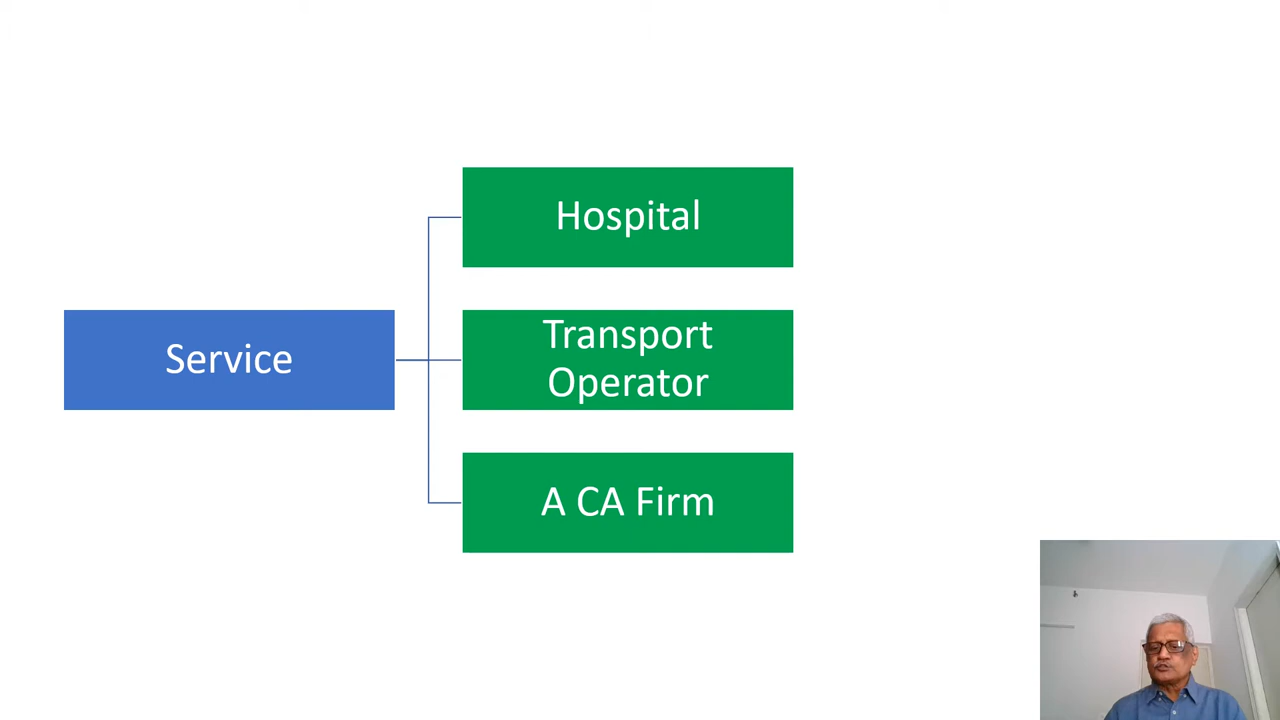 Hospital
Service
Transport
Operator
A CA Firm